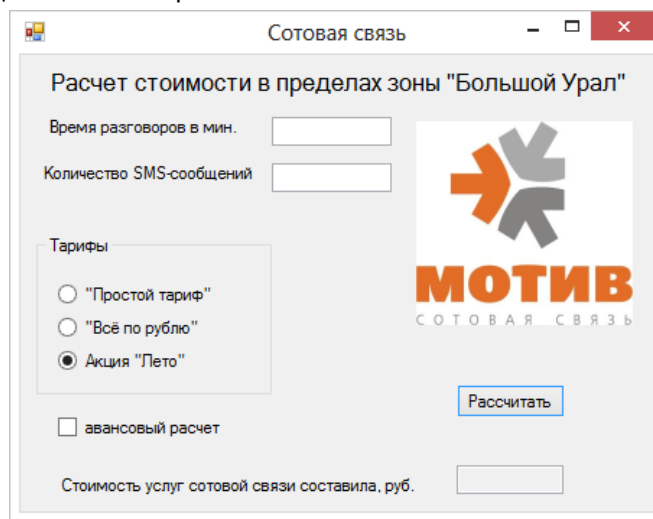 Сотовая связь
Расчет стоимости в пределах зоны "Большой Урал"
Время разговоров в мин.
Количество SMS-сообщений
Тарифы
"Простой тариф"
"Всё по рублю"
Акция "Лето"
МОТИВ
СОТОВАЯ СВЯЗЬ
Рассчитать
авансовый расчет
Стоимость услуг сотовой связи составила, руб.